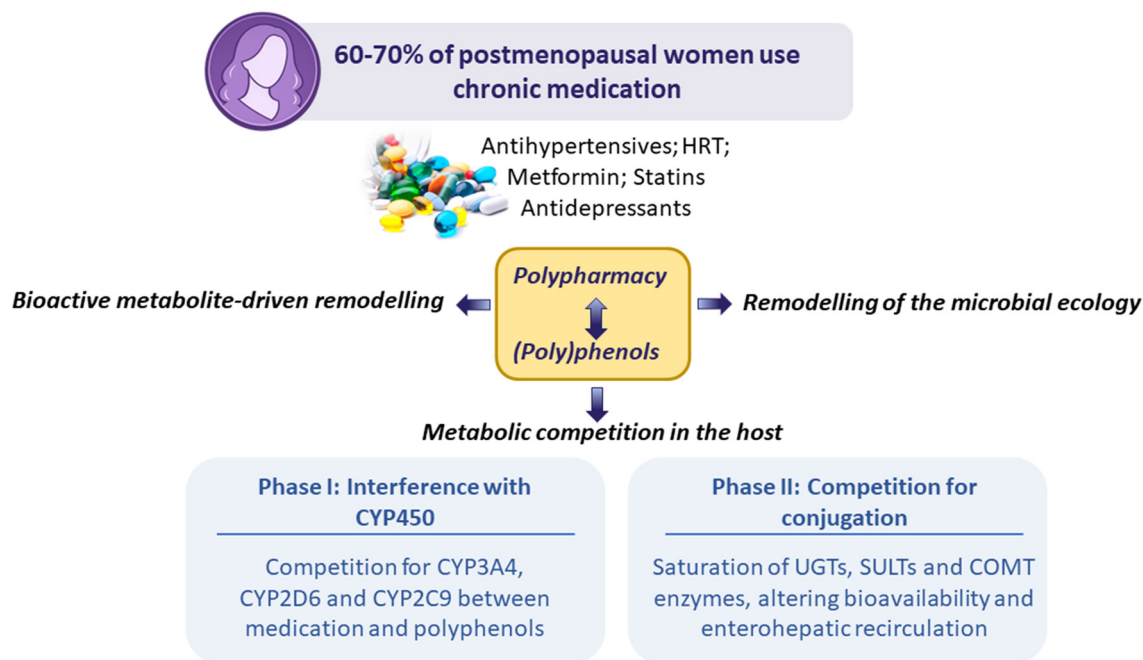 60-70% of postmenopausal women use
chronic medication
Antihypertensives; HRT;
Metformin; Statins
Antidepressants
Polypharmacy
Bioactive metabolite-driven remodelling
Remodelling of the microbial ecology
(Poly)phenols
Metabolic competition in the host
Phase I: Interference with
CYP450
Competition for CYP3A4,
CYP2D6 and CYP2C9 between
medication and polyphenols
Phase II: Competition for
conjugation
Saturation of UGTs, SULTs and COMT
enzymes, altering bioavailability and
enterohepatic recirculation